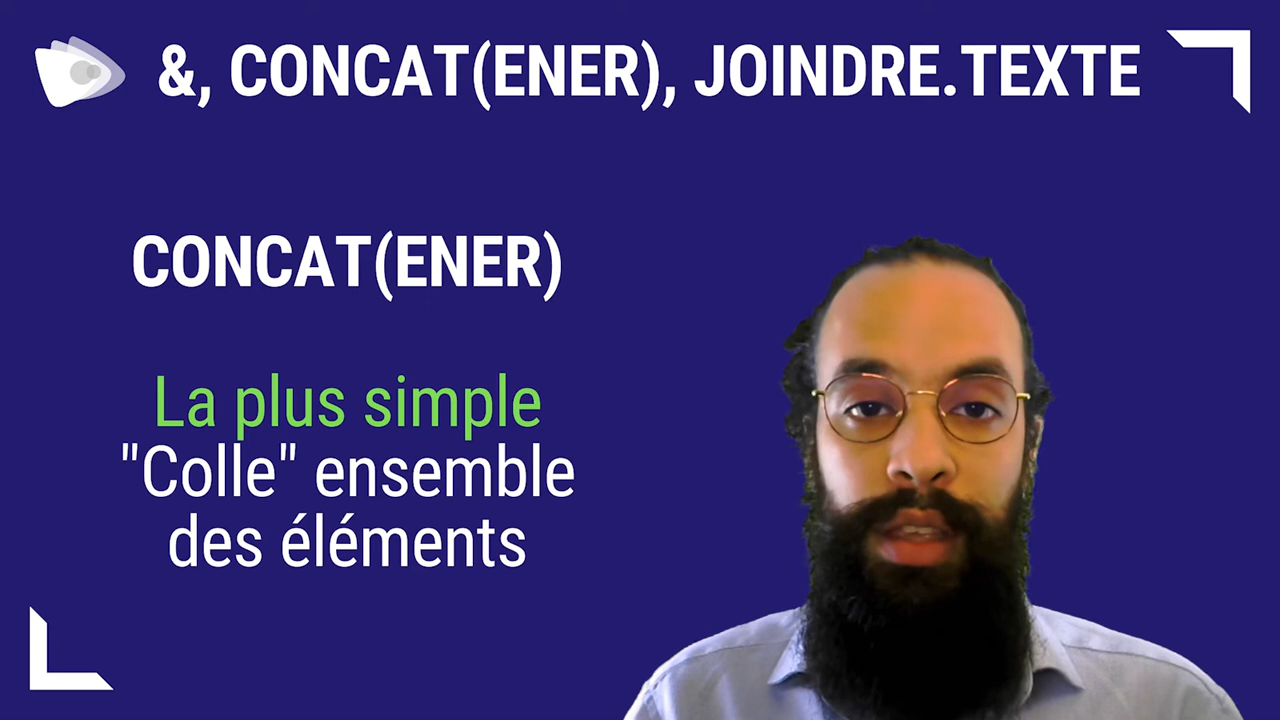 &, CONCAT(ENER), JOINDRE.TEXTE
CONCAT(ENER)
La plus simple
"Colle" ensemble
des éléments